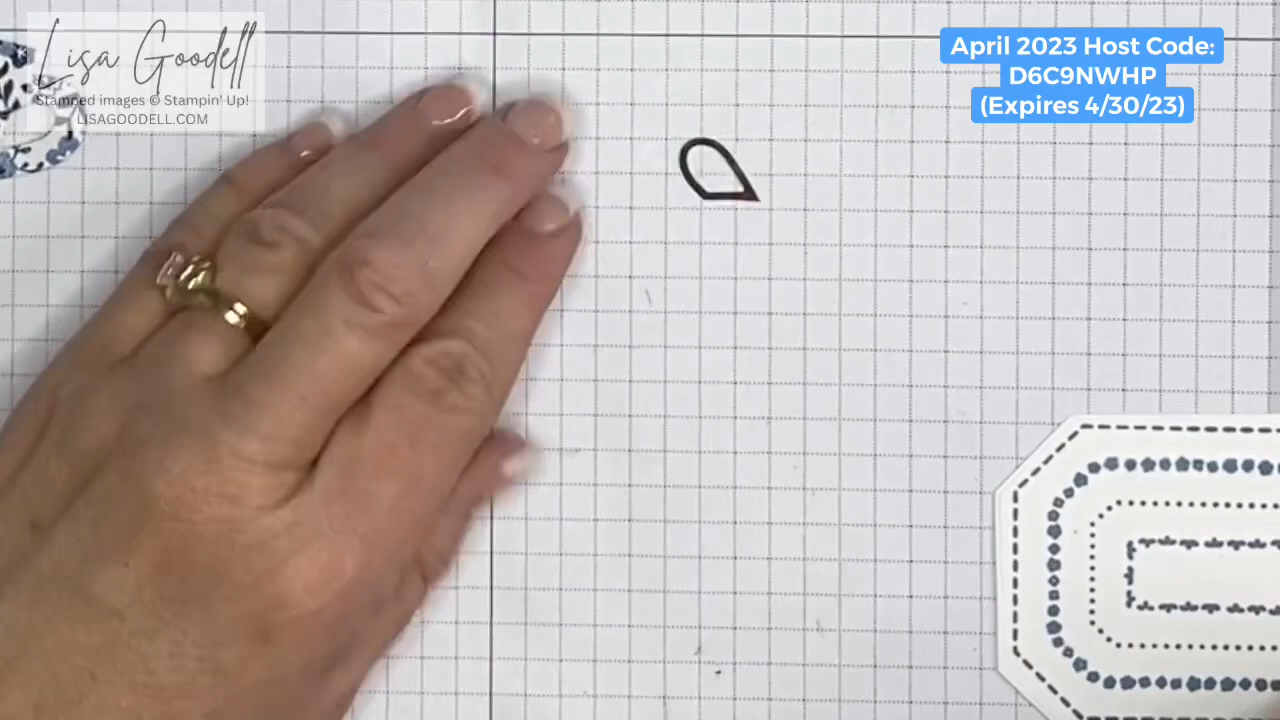 Lisa Goodell
Stamped images © Stampin' Up!
LISAGOODELL.COM
April 2023 Host Code:
D6C9NWHP
(Expires 4/30/23)